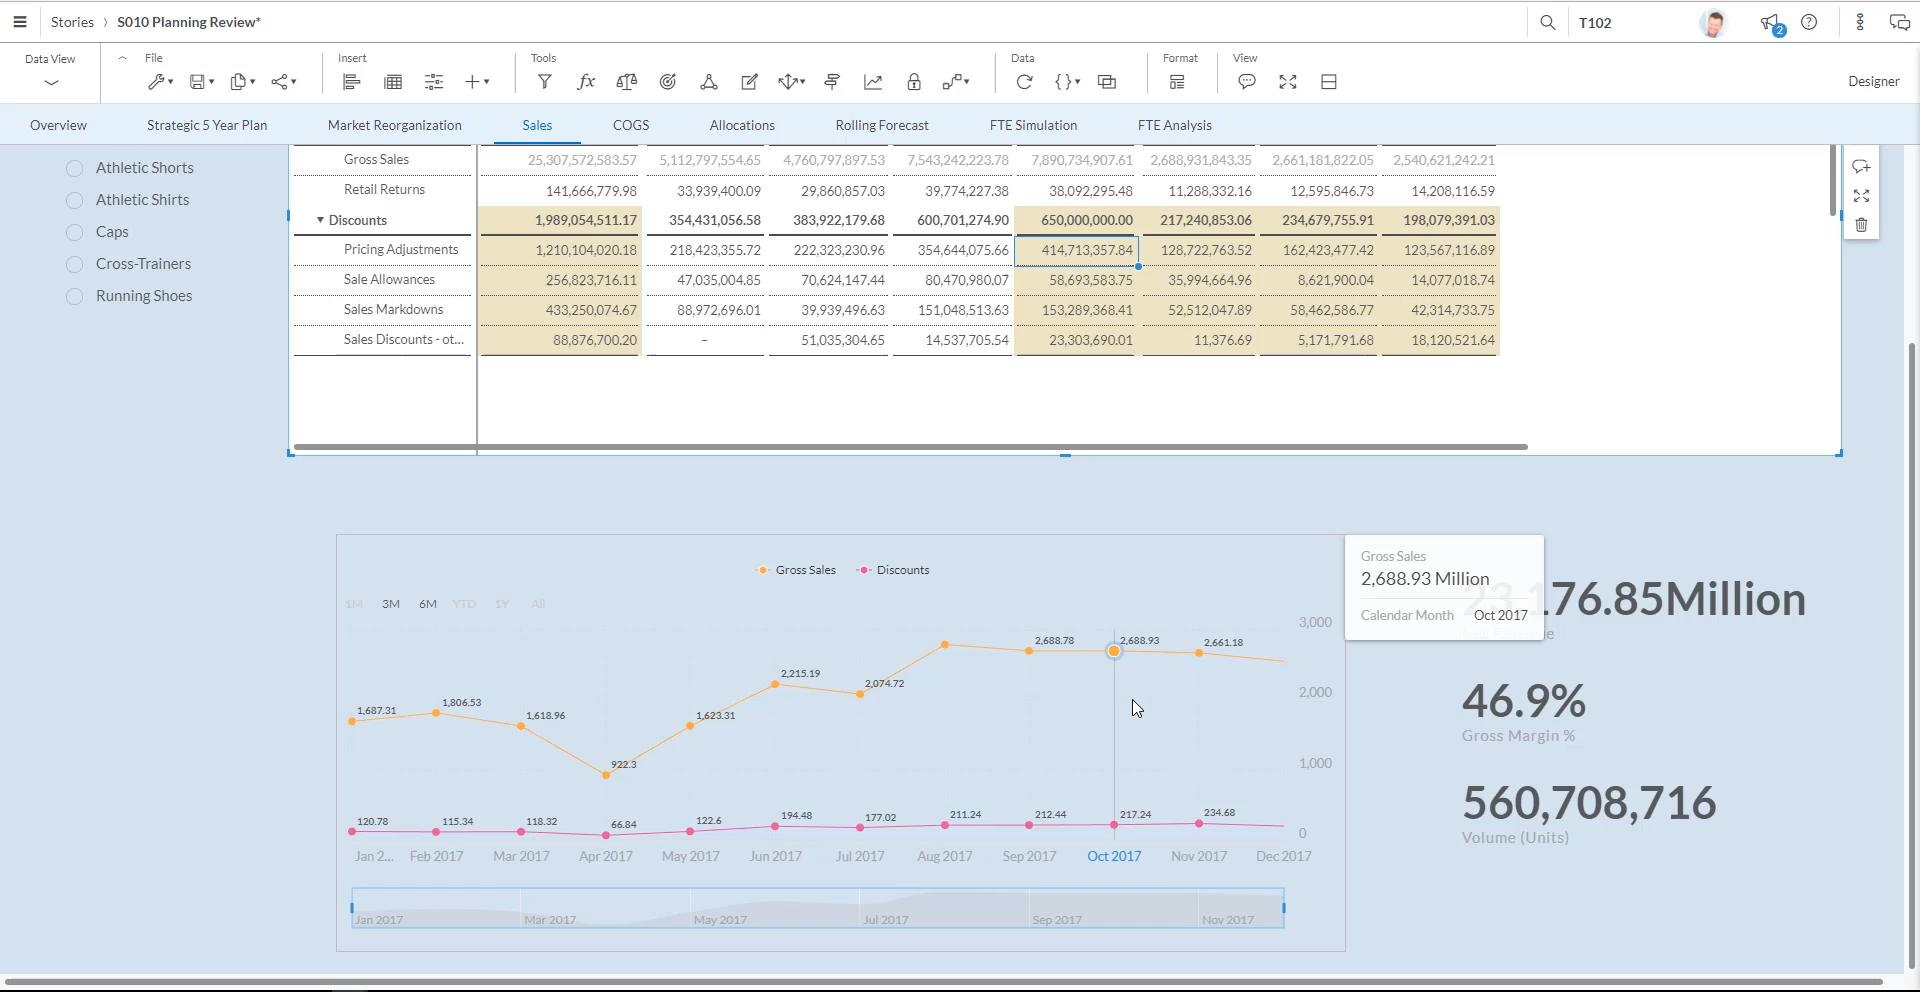 Stories › S010 Planning Review*
T102
2
Data View
File
Insert
Tools
Data
Format
View
Designer
Overview
Strategic 5 Year Plan
Market Reorganization
Sales
COGS
Allocations
Rolling Forecast
FTE Simulation
FTE Analysis
Athletic Shorts
Athletic Shirts
Caps
Cross-Trainers
Running Shoes
Gross Sales 25,307,572,583.57 5,112,797,554.65 4,760,797,897.53 7,543,242,223.78 7,890,734,907.61 2,688,931,843.35 2,661,181,822.05 2,540,621,242.21
Retail Returns 141,666,779.98 33,939,400.09 29,860,857.03 39,774,227.38 38,092,295.48 11,288,332.16 12,595,846.73 14,208,116.59
Discounts 1,989,054,511.17 354,431,056.58 383,922,179.68 600,701,274.90 650,000,000.00 217,240,853.06 234,679,755.91 198,079,391.03
Pricing Adjustments 1,210,104,020.18 218,423,355.72 222,323,230.96 354,644,075.66 414,713,357.84 128,722,763.52 162,423,477.42 123,567,116.89
Sale Allowances 256,823,716.11 47,035,004.85 70,624,147.44 80,470,980.07 58,693,583.75 35,994,664.96 8,621,900.04 14,077,018.74
Sales Markdowns 433,250,074.67 88,972,696.01 39,939,496.63 151,048,513.63 153,289,368.41 52,512,047.89 58,462,586.77 42,314,733.75
Sales Discounts - ot... 88,876,700.20 – 51,035,304.65 14,537,705.54 23,303,690.01 11,376.69 5,171,791.68 18,120,521.64
Gross Sales Discounts
1M 3M 6M YTD 1Y All
3,000
2,000
1,000
0
1,687.31
1,806.53
1,618.96
922.3
1,623.31
2,215.19
2,074.72
2,688.78
2,688.93
2,661.18
120.78
115.34
118.32
66.84
122.6
194.48
177.02
211.24
212.44
217.24
234.68
Jan 2... Feb 2017 Mar 2017 Apr 2017 May 2017 Jun 2017 Jul 2017 Aug 2017 Sep 2017 Oct 2017 Nov 2017 Dec 2017
Jan 2017 Mar 2017 May 2017 Jul 2017 Sep 2017 Nov 2017
Gross Sales
2,688.93 Million
Calendar Month Oct 2017
23,176.85Million
46.9%
Gross Margin %
560,708,716
Volume (Units)